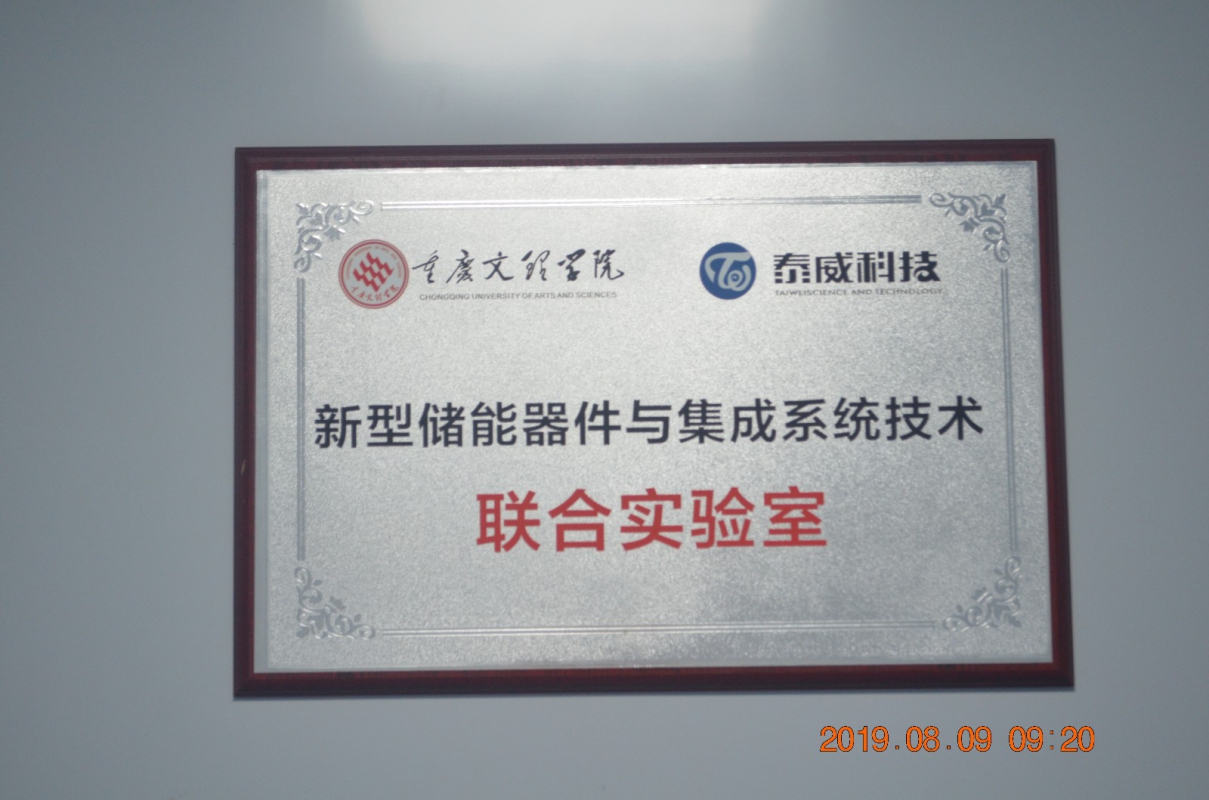 重庆文理学院
CHONGQING UNIVERSITY OF ARTS AND SCIENCES
泰威科技
TAIWEISCIENCE AND TECHNOLOGY
新型储能器件与集成系统技术
联合实验室
2019.08.09 09:20